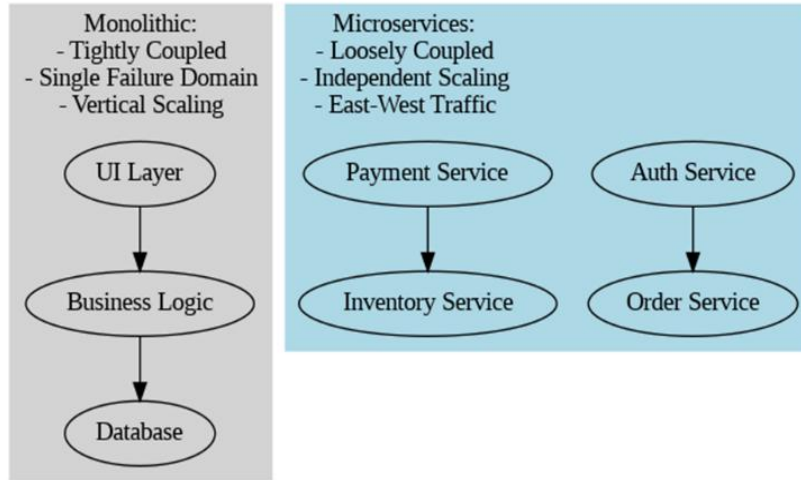 Monolithic:
- Tightly Coupled
- Single Failure Domain
- Vertical Scaling
UI Layer
Business Logic
Database
Microservices:
- Loosely Coupled
- Independent Scaling
- East-West Traffic
Payment Service
Auth Service
Inventory Service
Order Service